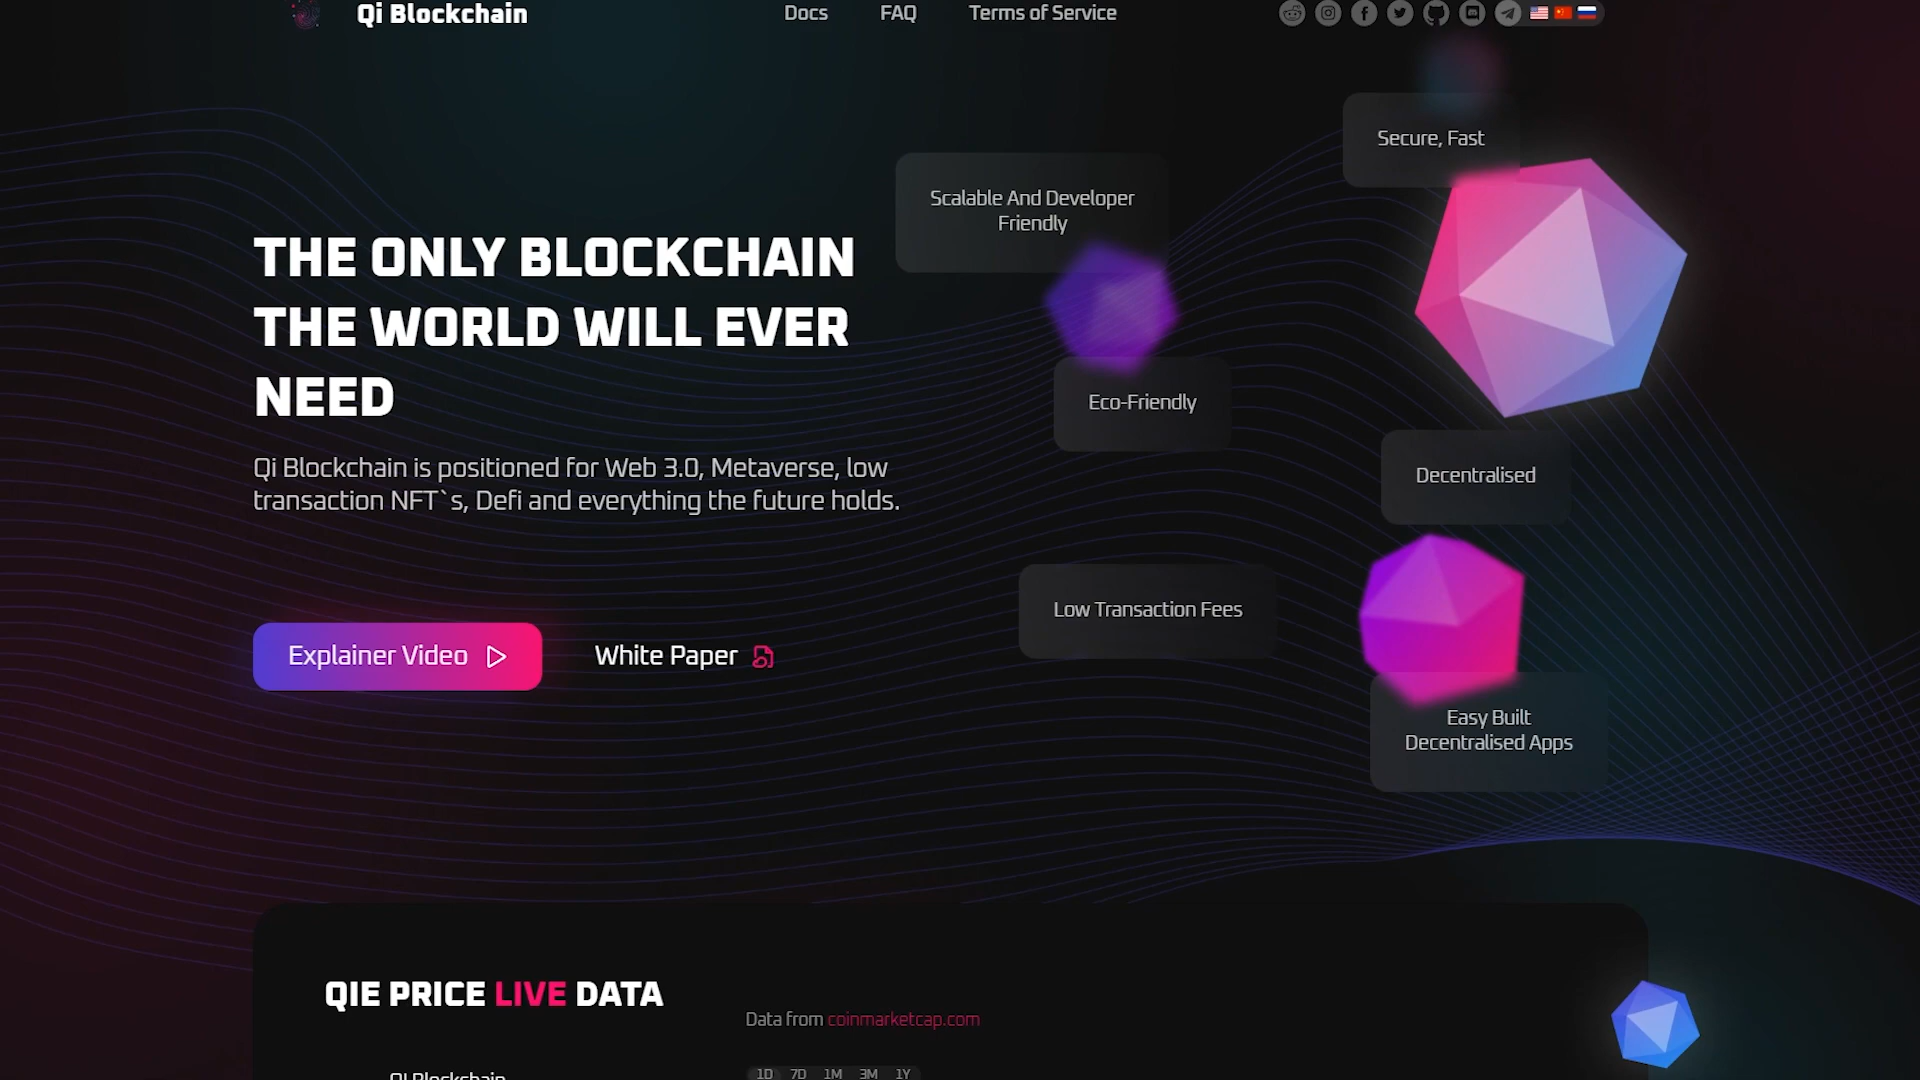 Qi Blockchain
Docs
FAQ
Terms of Service
Secure, Fast
Scalable And Developer
Friendly
THE ONLY BLOCKCHAIN
THE WORLD WILL EVER
NEED
Eco-Friendly
Qi Blockchain is positioned for Web 3.0, Metaverse, low
transaction NFT`s, Defi and everything the future holds.
Decentralised
Low Transaction Fees
Explainer Video
White Paper
Easy Built
Decentralised Apps
QIE PRICE LIVE DATA
Data from coinmarketcap.com
QI Blockchain
1D 7D 1M 3M 1Y